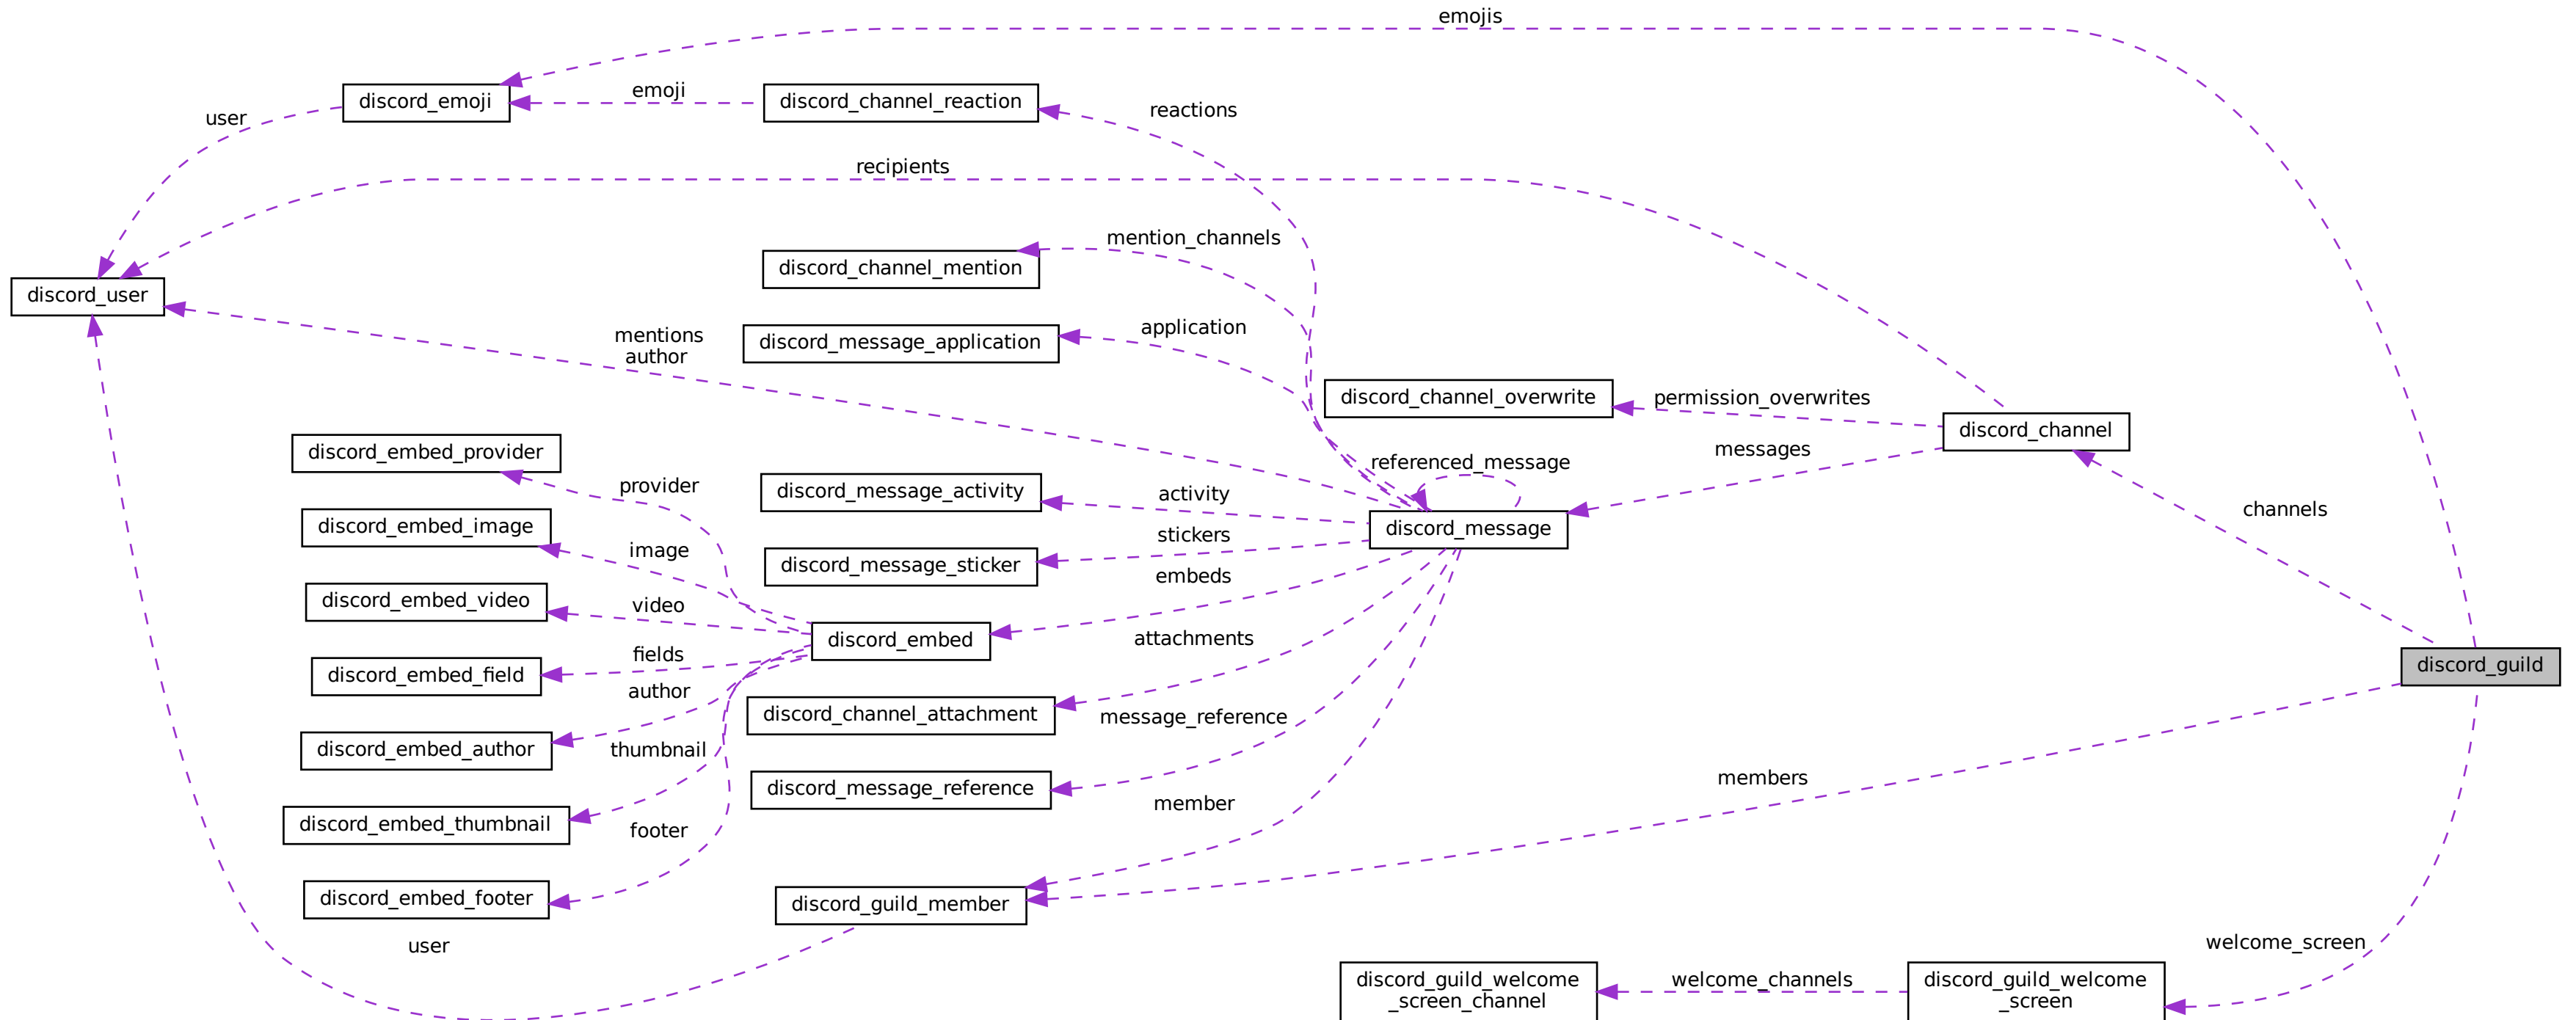 emojis
discord_emoji
emoji
discord_channel_reaction
reactions
user
recipients
mention_channels
discord_channel_mention
discord_user
mentions
author
application
discord_message_application
discord_channel_overwrite
permission_overwrites
discord_channel
messages
discord_embed_provider
provider
referenced_message
discord_message_activity
activity
channels
discord_embed_image
image
stickers
discord_message
discord_message_sticker
embeds
discord_embed_video
video
discord_embed
attachments
discord_embed_field
fields
discord_guild
author
discord_channel_attachment
message_reference
discord_embed_author
thumbnail
members
discord_message_reference
member
discord_embed_thumbnail
footer
discord_embed_footer
discord_guild_member
user
welcome_screen
discord_guild_welcome
_screen_channel
welcome_channels
discord_guild_welcome
_screen